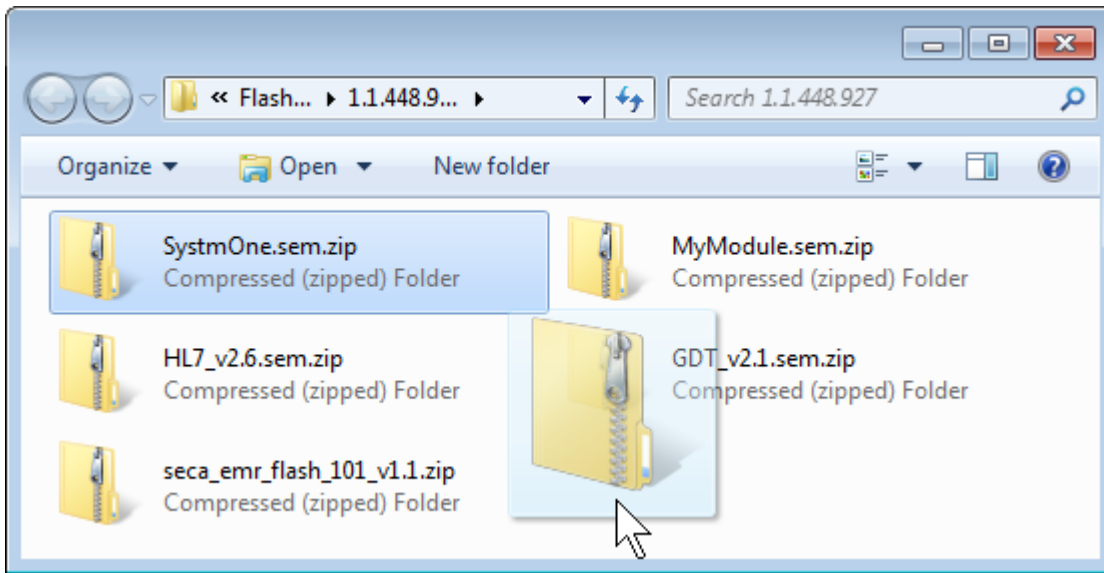 « Flash... ▸ 1.1.448.9... ▸
Search 1.1.448.927
Organize Open New folder
SystmOne.sem.zip
Compressed (zipped) Folder
MyModule.sem.zip
Compressed (zipped) Folder
HL7_v2.6.sem.zip
Compressed (zipped) Folder
GDT_v2.1.sem.zip
Compressed (zipped) Folder
seca_emr_flash_101_v1.1.zip
Compressed (zipped) Folder